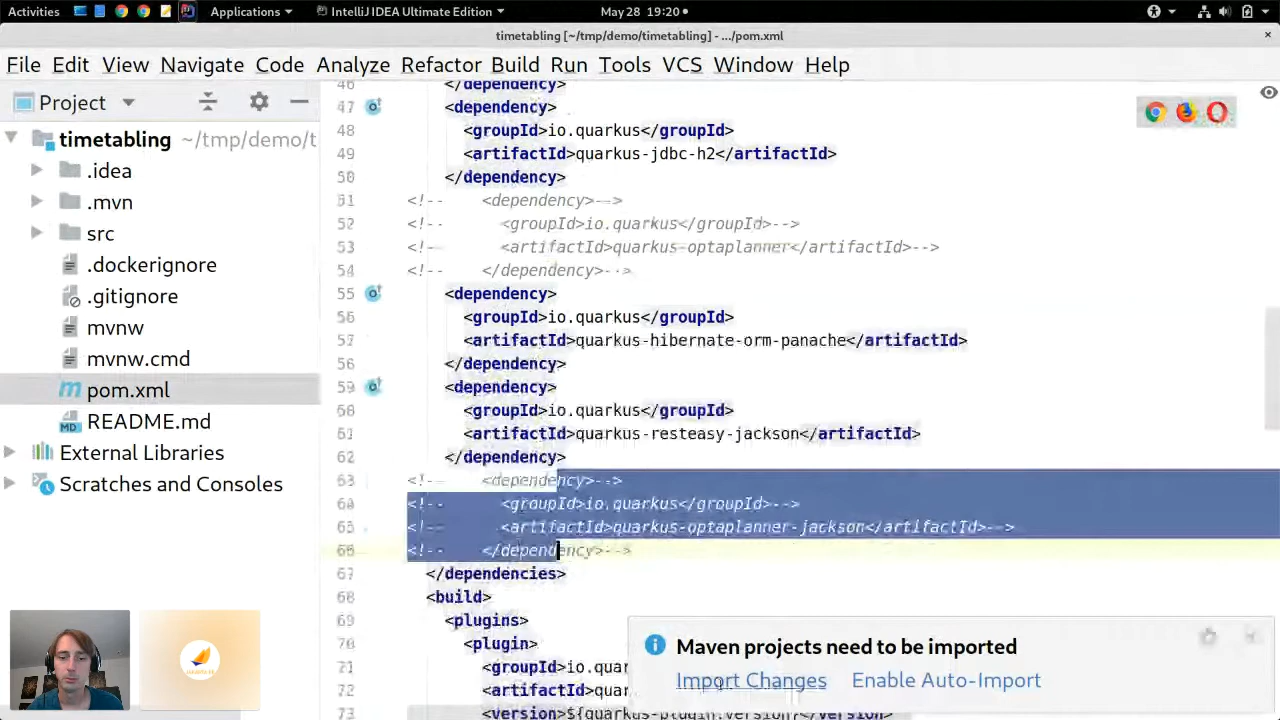 Activities Applications IntelliJ IDEA Ultimate Edition May 28 19:20
timetabling [~/tmp/demo/timetabling] - .../pom.xml
File Edit View Navigate Code Analyze Refactor Build Run Tools VCS Window Help
Project
timetabling ~/tmp/demo/t
.idea
.mvn
src
.dockerignore
.gitignore
mvnw
mvnw.cmd
pom.xml
README.md
External Libraries
Scratches and Consoles
46 </dependency>
47 <dependency>
48 <groupId>io.quarkus</groupId>
49 <artifactId>quarkus-jdbc-h2</artifactId>
50 </dependency>
51 <!-- <dependency>-->
52 <!-- <groupId>io.quarkus</groupId>-->
53 <!-- <artifactId>quarkus-optaplanner</artifactId>-->
54 <!-- </dependency>-->
55 <dependency>
56 <groupId>io.quarkus</groupId>
57 <artifactId>quarkus-hibernate-orm-panache</artifactId>
58 </dependency>
59 <dependency>
60 <groupId>io.quarkus</groupId>
61 <artifactId>quarkus-resteasy-jackson</artifactId>
62 </dependency>
63 <!-- <dependency>-->
64 <!-- <groupId>io.quarkus</groupId>-->
65 <!-- <artifactId>quarkus-optaplanner-jackson</artifactId>-->
66 <!-- </dependency>-->
67 </dependencies>
68 <build>
69 <plugins>
70 <plugin>
71 <groupId>io.quar
72 <artifactId>quar
73 <version>${quarkus-plugin.version}</version>
Maven projects need to be imported
Import Changes Enable Auto-Import